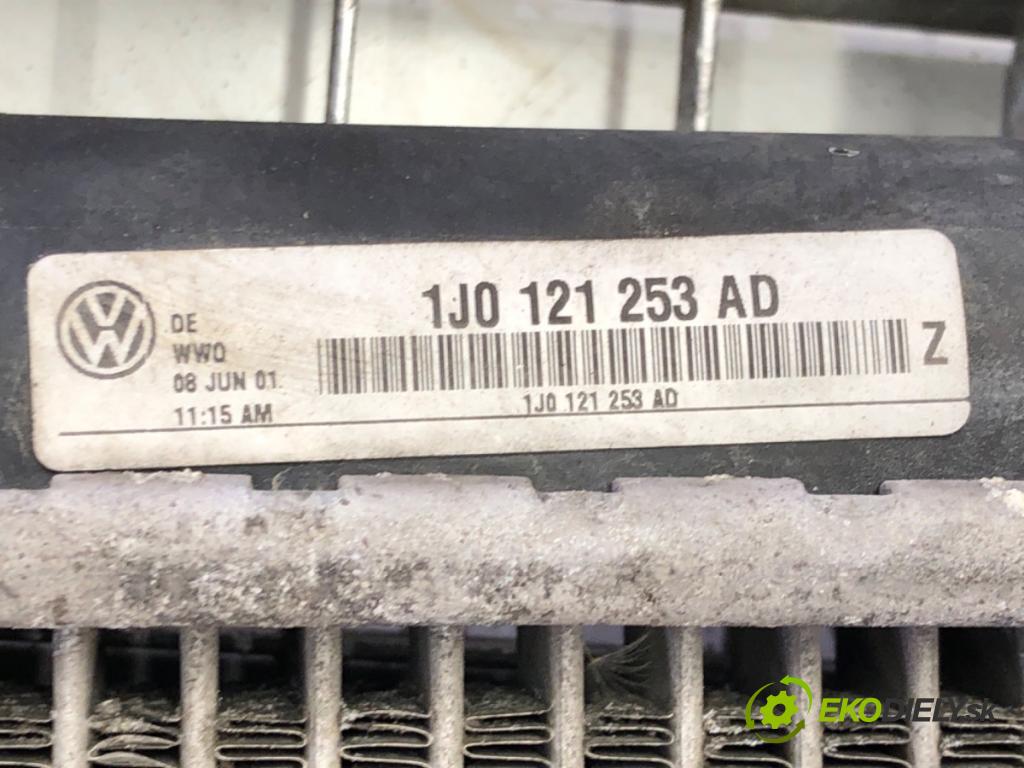 1J0 121 253 AD
DE
WWO
08 JUN 01.
11:15 AM
Z
1J0 121 253 AD
EKODIELY.SK